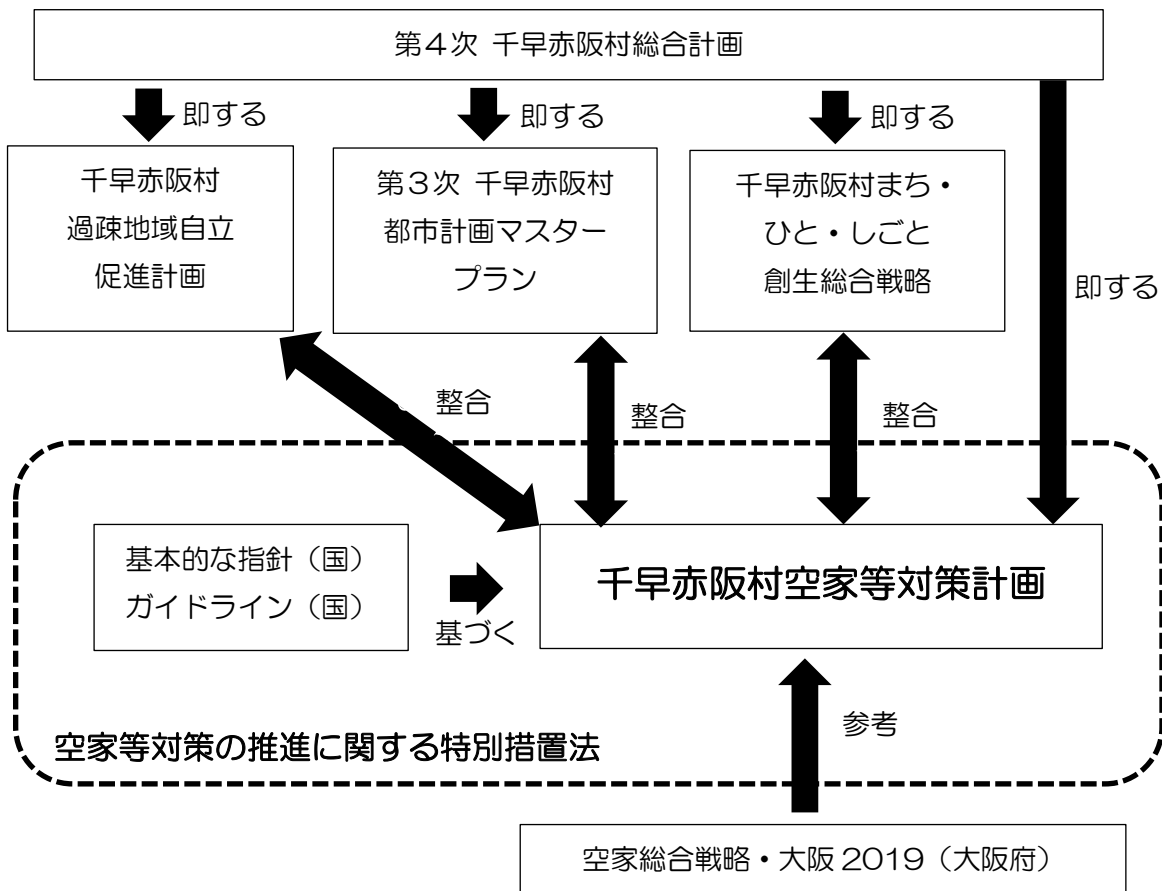 第４次 千早赤阪村総合計画
即する
即する
即する
千早赤阪村
過疎地域自立
促進計画
第３次 千早赤阪村
都市計画マスター
プラン
千早赤阪村まち・
ひと・しごと
創生総合戦略
即する
整合
整合
整合
基本的な指針（国）
ガイドライン（国）
基づく
千早赤阪村空家等対策計画
参考
空家等対策の推進に関する特別措置法
空家総合戦略・大阪 2019（大阪府）